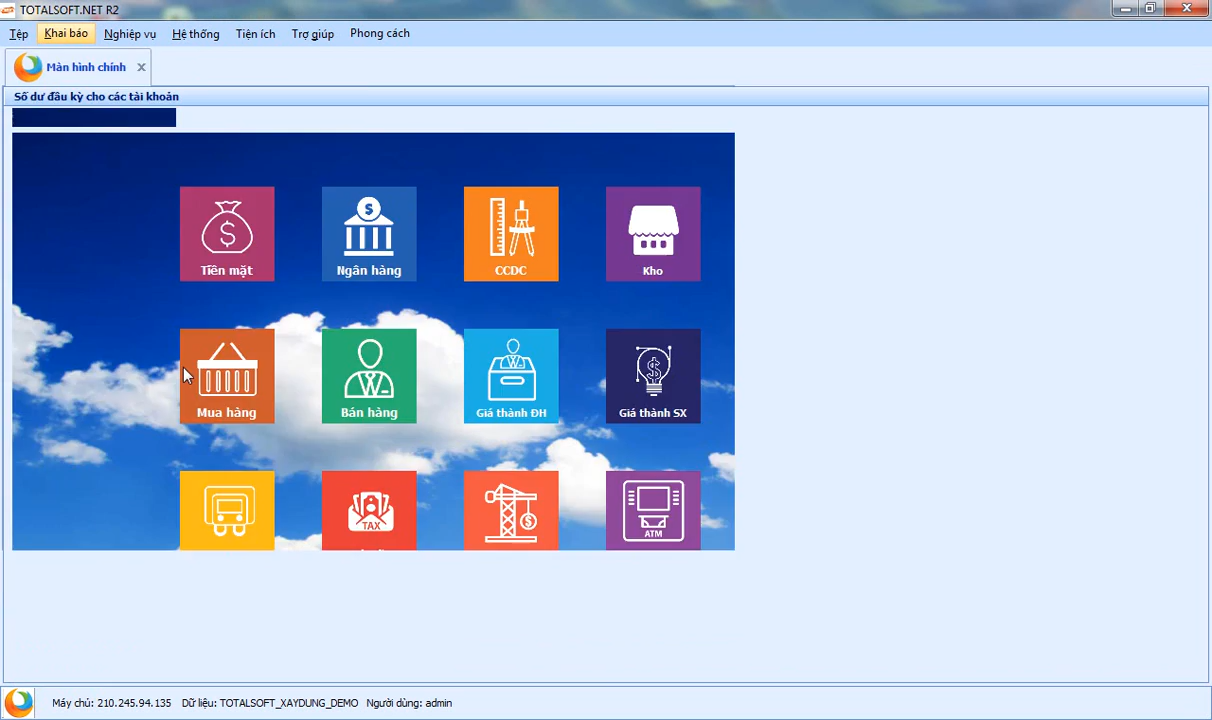 TOTALSOFT.NET R2
Tệp Khai báo Nghiệp vụ Hệ thống Tiện ích Trợ giúp Phong cách
Màn hình chính
Số dư đầu kỳ cho các tài khoản
Tiền mặt Ngân hàng CCDC Kho
Mua hàng Bán hàng Giá thành ĐH Giá thành SX
TAX ATM
Máy chủ: 210.245.94.135 Dữ liệu: TOTALSOFT_XAYDUNG_DEMO Người dùng: admin